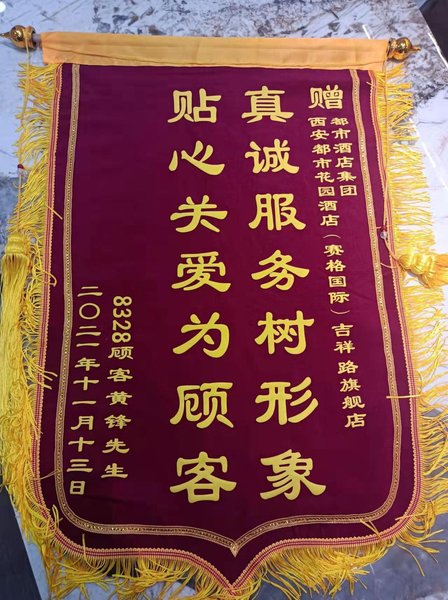 赠
都市酒店集团
西安都市花园酒店（赛格国际）吉祥路旗舰店
真诚服务树形象
贴心关爱为顾客
8328顾客黄锋先生
二〇二一年十一月十三日